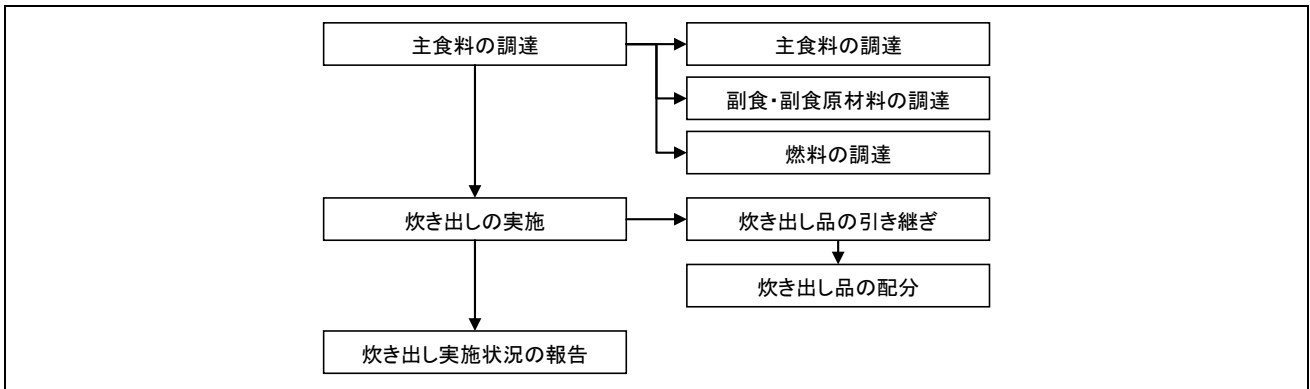 主食料の調達
主食料の調達
副食・副食原材料の調達
燃料の調達
炊き出しの実施
炊き出し品の引き継ぎ
炊き出し品の配分
炊き出し実施状況の報告